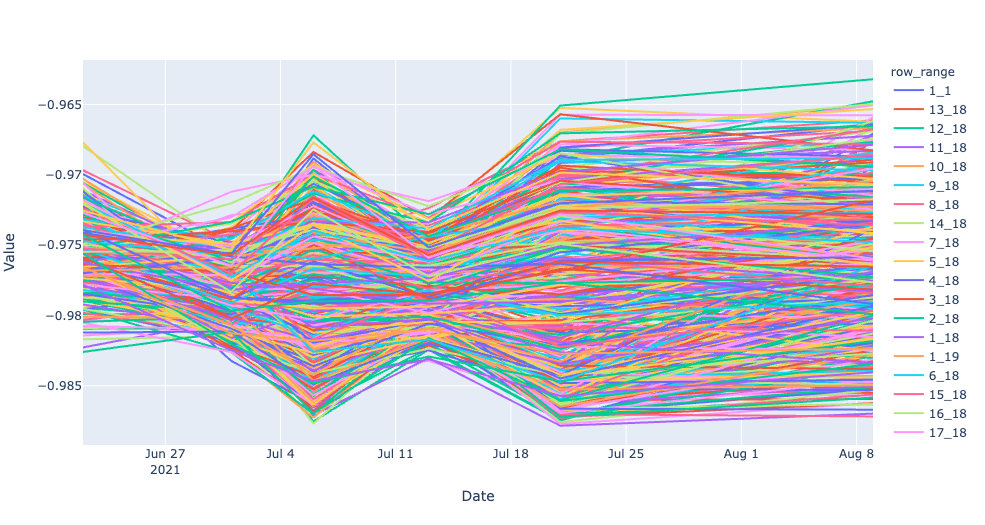 row_range
1_1
13_18
12_18
11_18
10_18
9_18
8_18
14_18
7_18
5_18
4_18
3_18
2_18
1_18
1_19
6_18
15_18
16_18
17_18
Value
−0.965
−0.97
−0.975
−0.98
−0.985
Jun 27
2021
Jul 4
Jul 11
Jul 18
Jul 25
Aug 1
Aug 8
Date